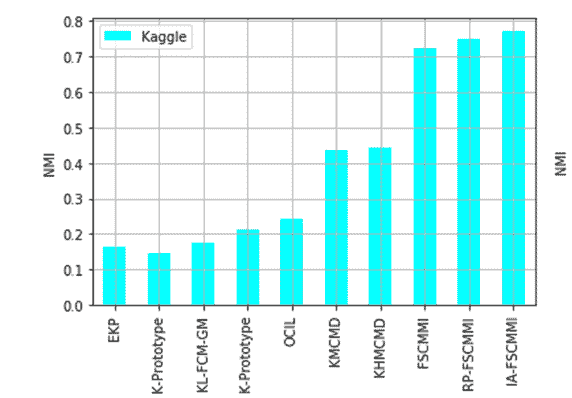 0.8
Kaggle
0.7
0.6
0.5
NMI
NMI
0.4
0.3
0.2
0.1
0.0
EKP
K-Prototype
KL-FCM-GM
K-Prototype
OCIL
KMCMD
KHMCMD
FSCMMI
RP-FSCMMI
IA-FSCMMI